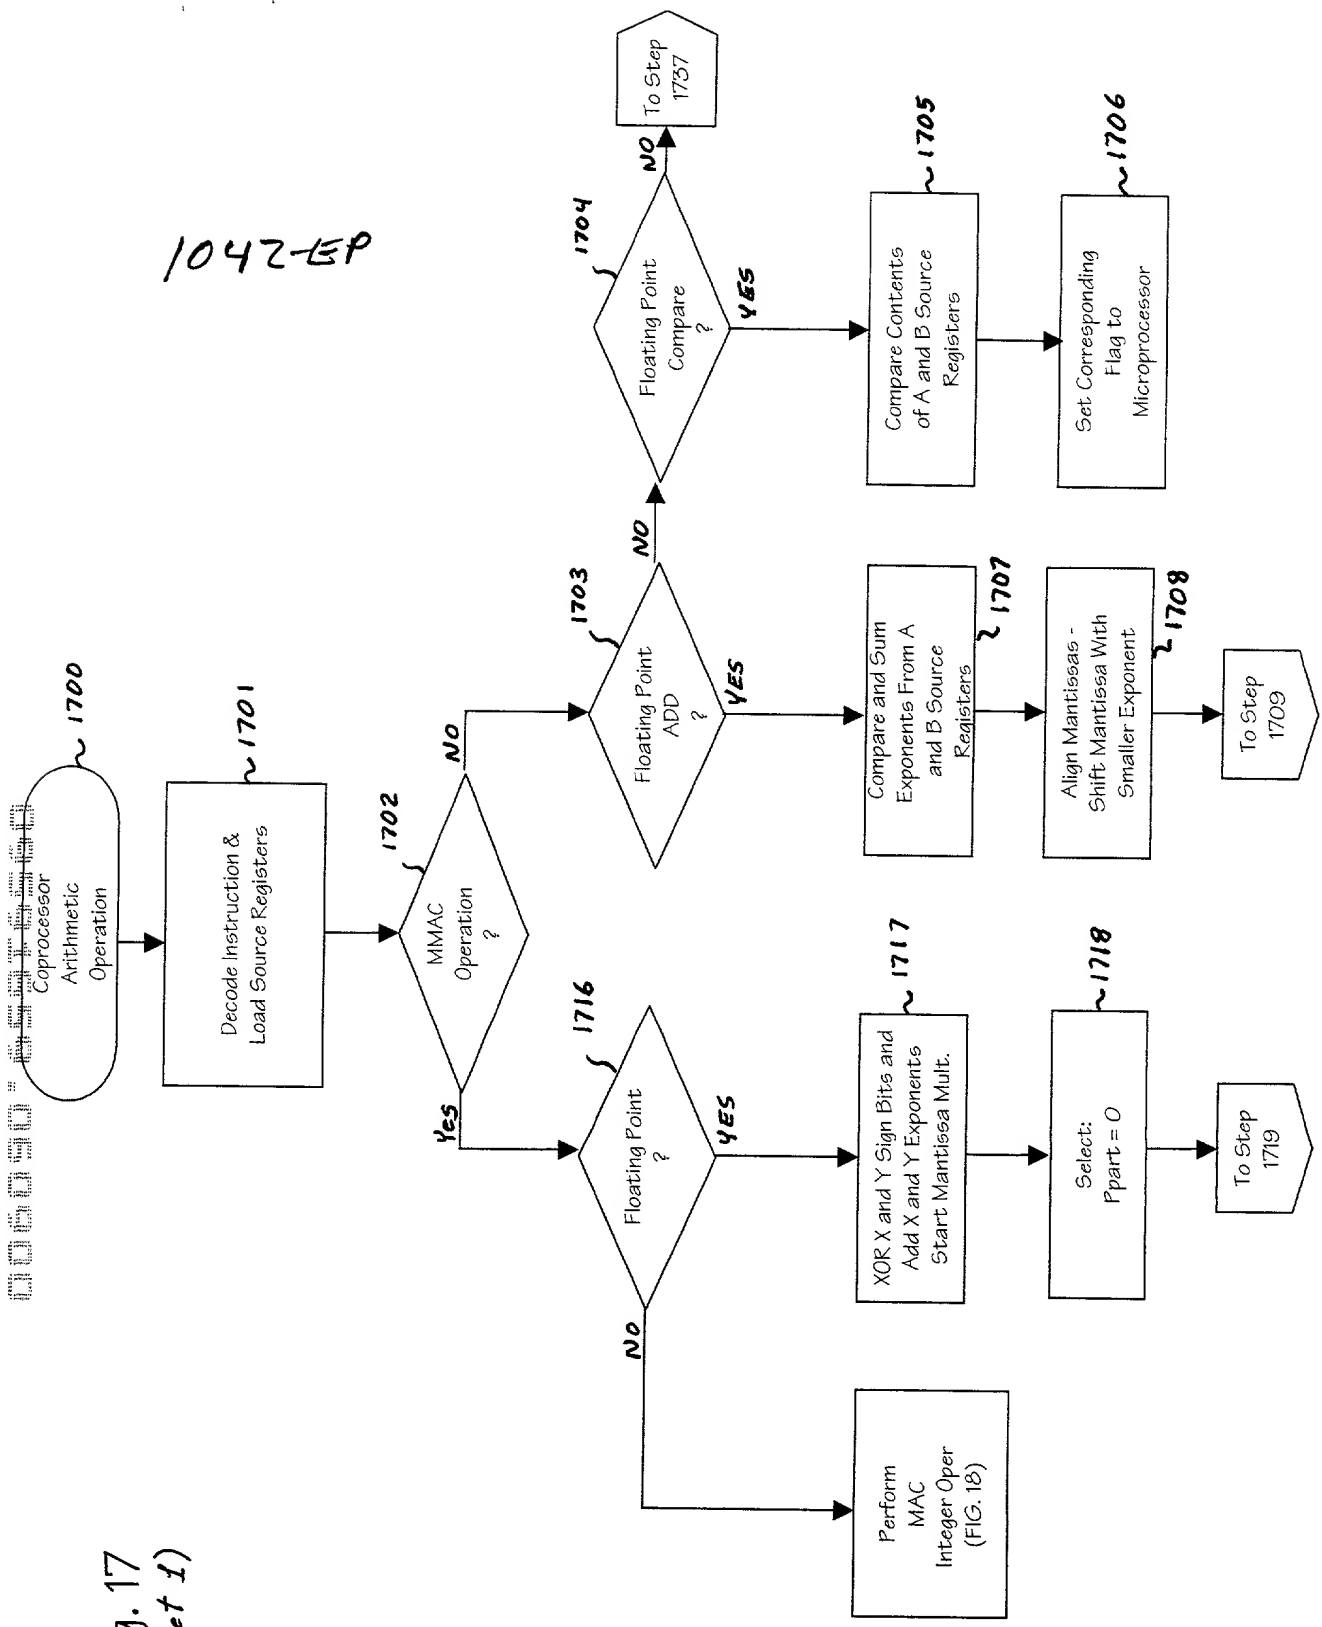 1700
Coprocessor
Arithmetic
Operation
1701
Decode Instruction &
Load Source Registers
1702
MMAC
Operation
?
Yes
NO
1716
Floating Point
?
NO
YES
Perform
MAC
Integer Oper
(FIG. 18)
1717
XOR X and Y Sign Bits and
Add X and Y Exponents
Start Mantissa Mult.
1718
Select:
Ppart = 0
To Step
1719
1703
Floating Point
ADD
?
NO
YES
1707
Compare and Sum
Exponents From A
and B Source
Registers
1708
Align Mantissas -
Shift Mantissa With
Smaller Exponent
To Step
1709
1704
Floating Point
Compare
?
NO
YES
To Step
1737
1705
Compare Contents
of A and B Source
Registers
1706
Set Corresponding
Flag to
Microprocessor
1042-EP
g. 17
et 1)